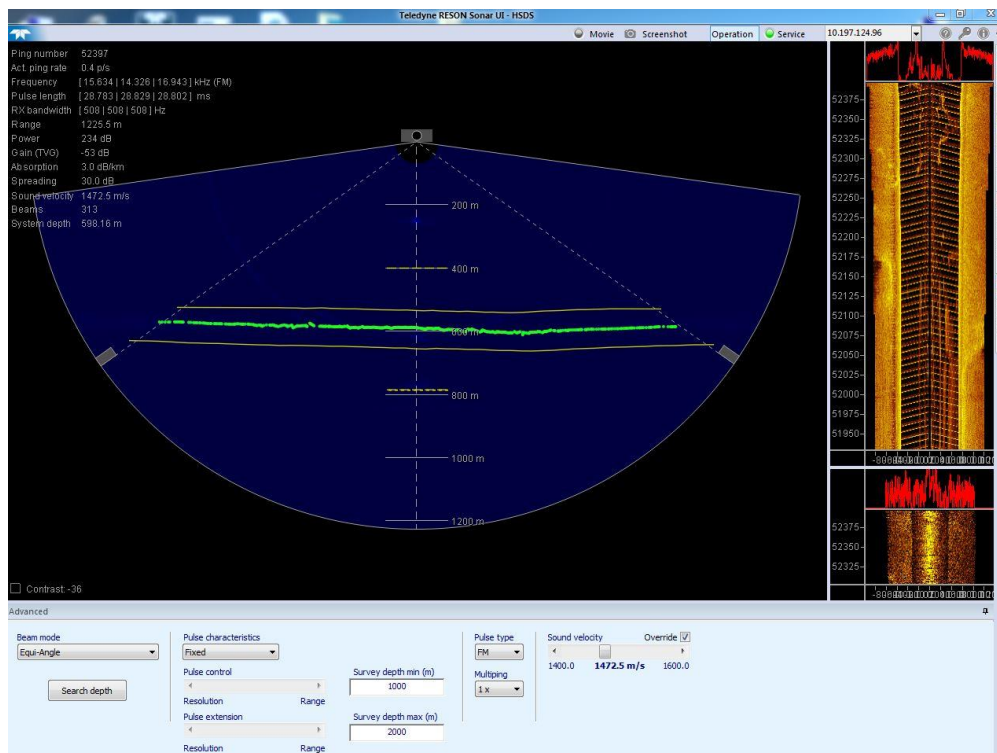 Teledyne RESON Sonar UI - HSDS
Movie Screenshot Operation Service 10.197.124.96
Ping number 52397
Act. ping rate 0.4 p/s
Frequency [15.634|14.326|16.943] kHz (FM)
Pulse length [28.783|28.829|28.802] ms
RX bandwidth [508|508|508] Hz
Range 1225.5 m
Power 234 dB
Gain (TVG) -53 dB
Absorption 3.0 dB/km
Spreading 30.0 dB
Sound velocity 1472.5 m/s
Beams 313
System depth 598.16 m
200 m
400 m
600 m
800 m
1000 m
1200 m
Contrast: -36
52375
52350
52325
52300
52275
52250
52225
52200
52175
52150
52125
52100
52075
52050
52025
52000
51975
51950
52375
52350
52325
Advanced
Beam mode
Equi-Angle
Search depth
Pulse characteristics
Fixed
Pulse control
Resolution Range
Pulse extension
Resolution Range
Survey depth min (m)
1000
Survey depth max (m)
2000
Pulse type
FM
Multiping
1 x
Sound velocity Override
1400.0 1472.5 m/s 1600.0